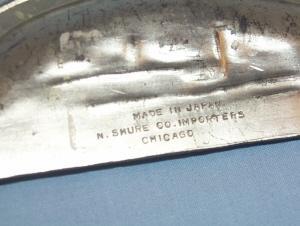 MADE IN JAPAN
N. SHURE CO. IMPORTERS
CHICAGO